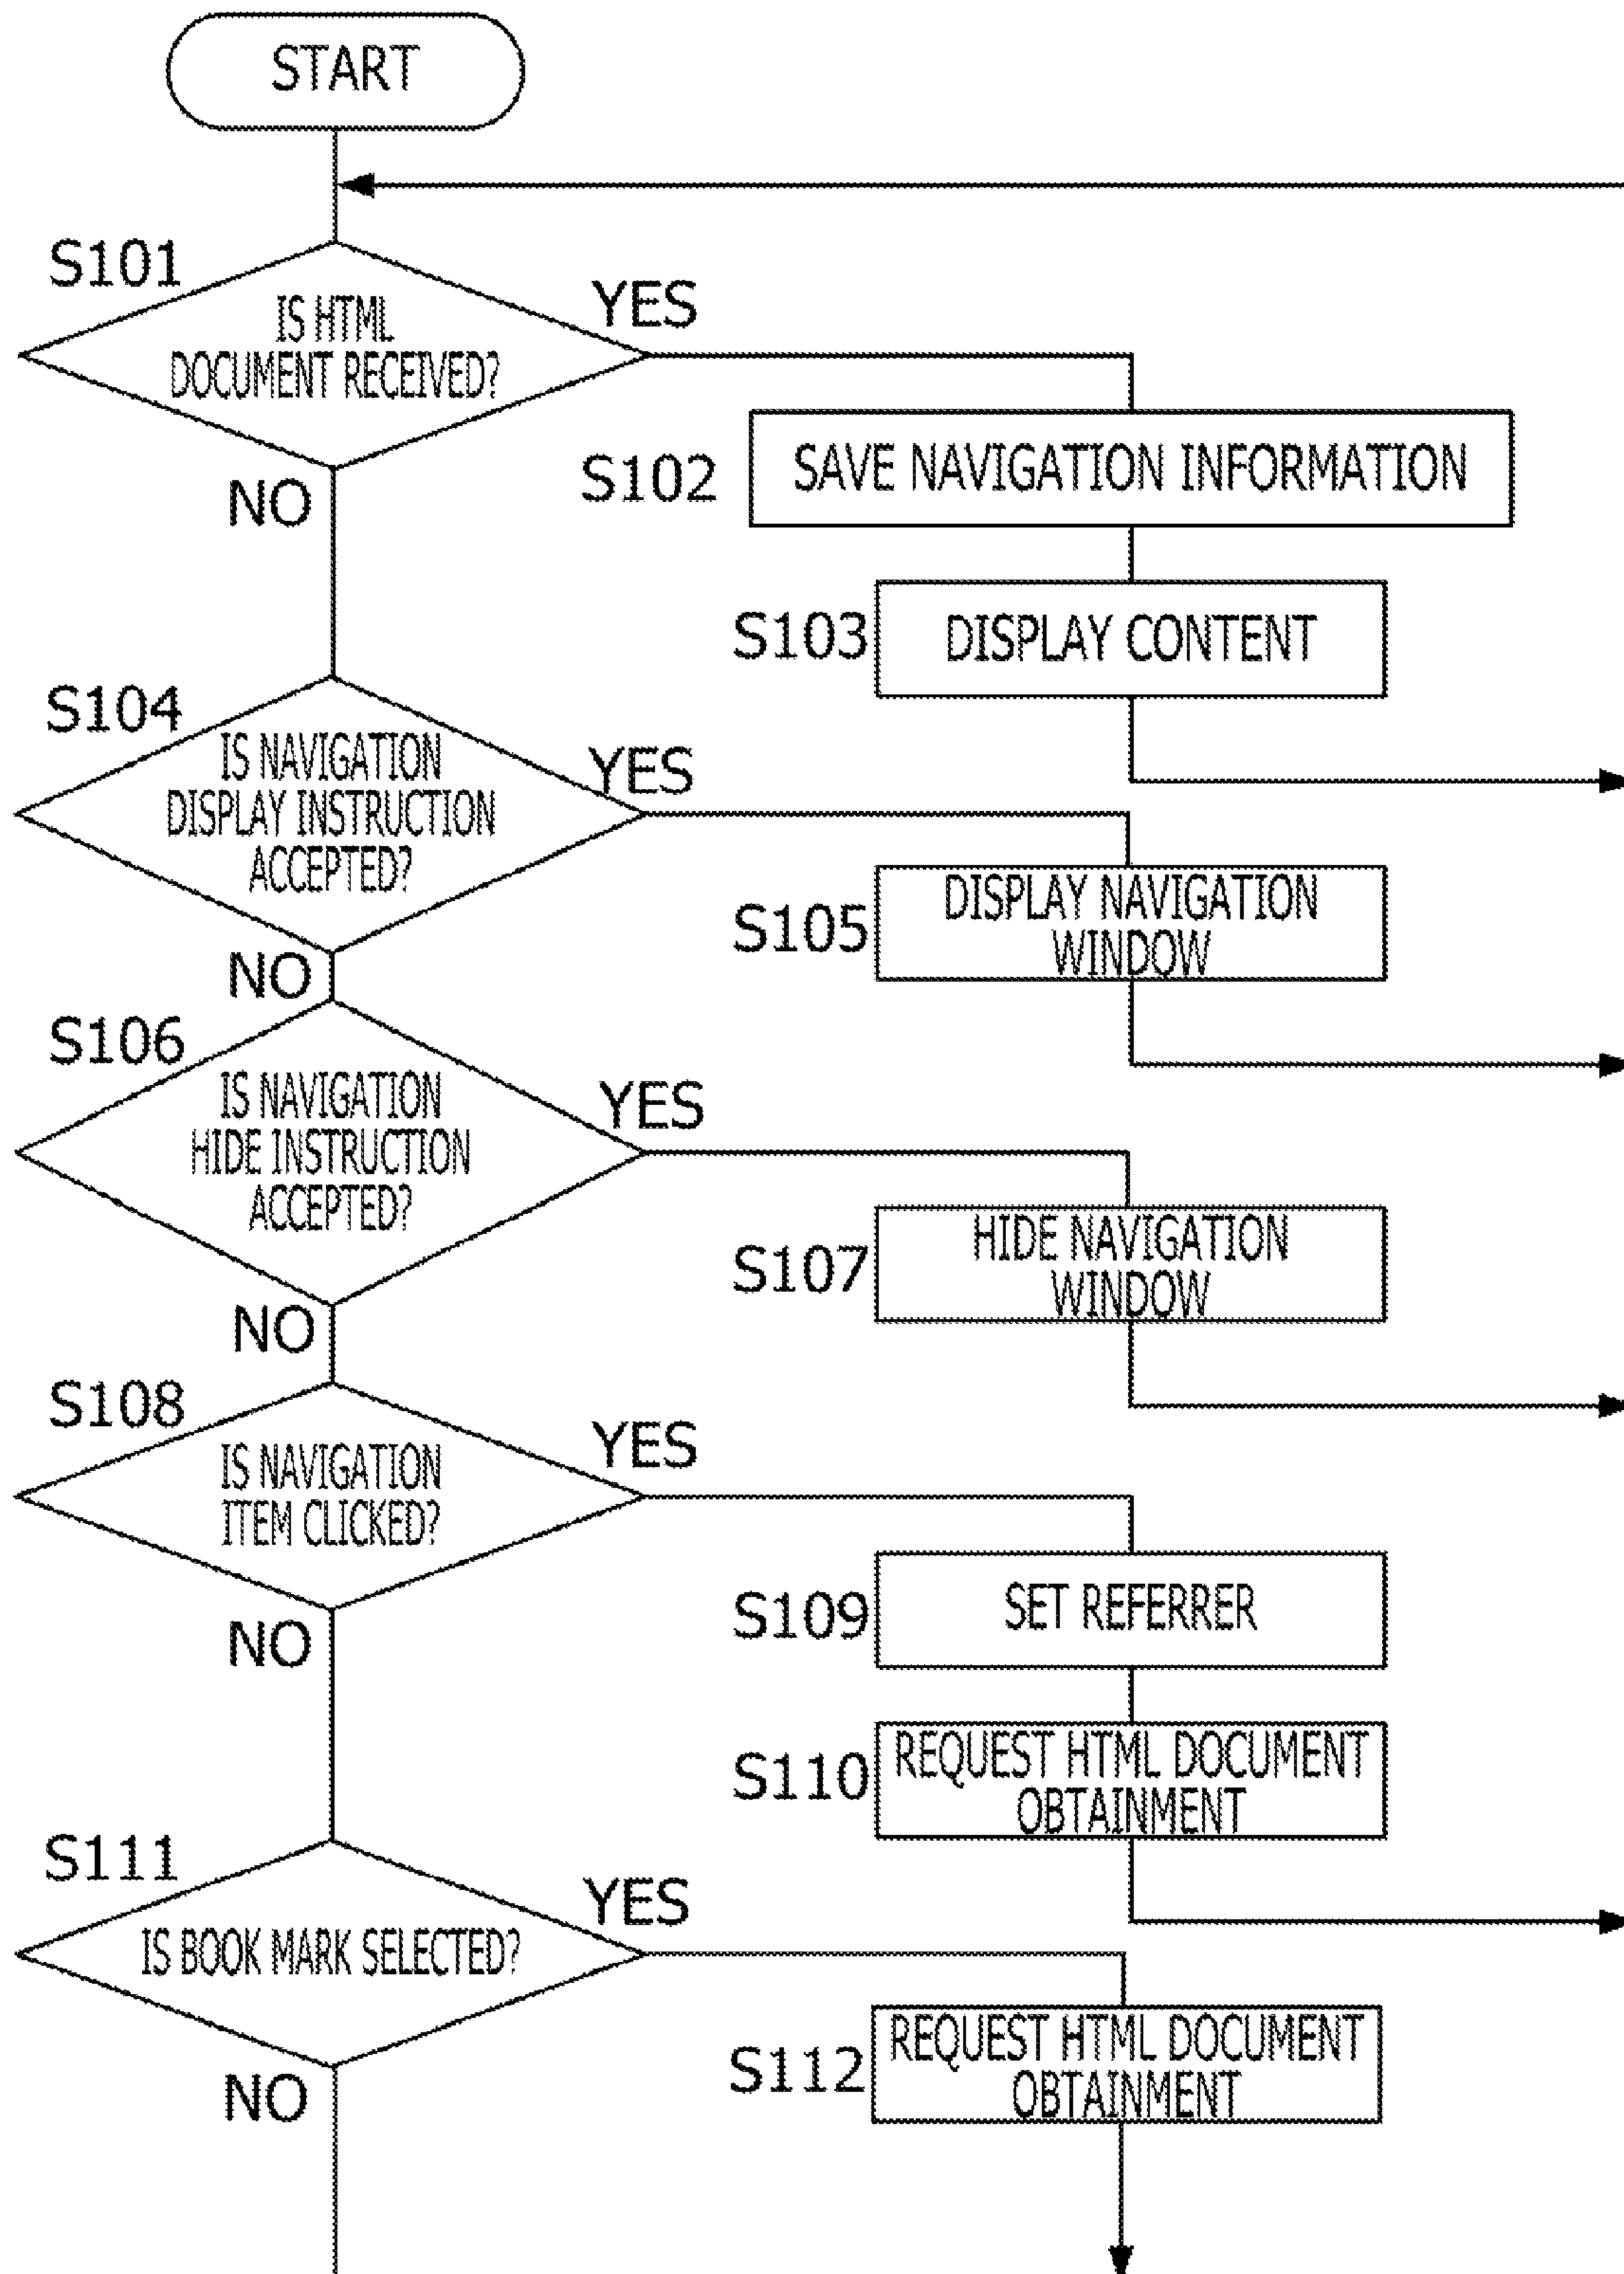 START
S101
IS HTML
DOCUMENT RECEIVED?
YES
NO
S102
SAVE NAVIGATION INFORMATION
S103
DISPLAY CONTENT
S104
IS NAVIGATION
DISPLAY INSTRUCTION
ACCEPTED?
YES
NO
S105
DISPLAY NAVIGATION
WINDOW
S106
IS NAVIGATION
HIDE INSTRUCTION
ACCEPTED?
YES
NO
S107
HIDE NAVIGATION
WINDOW
S108
IS NAVIGATION
ITEM CLICKED?
YES
NO
S109
SET REFERRER
S110
REQUEST HTML DOCUMENT
OBTAINMENT
S111
IS BOOK MARK SELECTED?
YES
NO
S112
REQUEST HTML DOCUMENT
OBTAINMENT